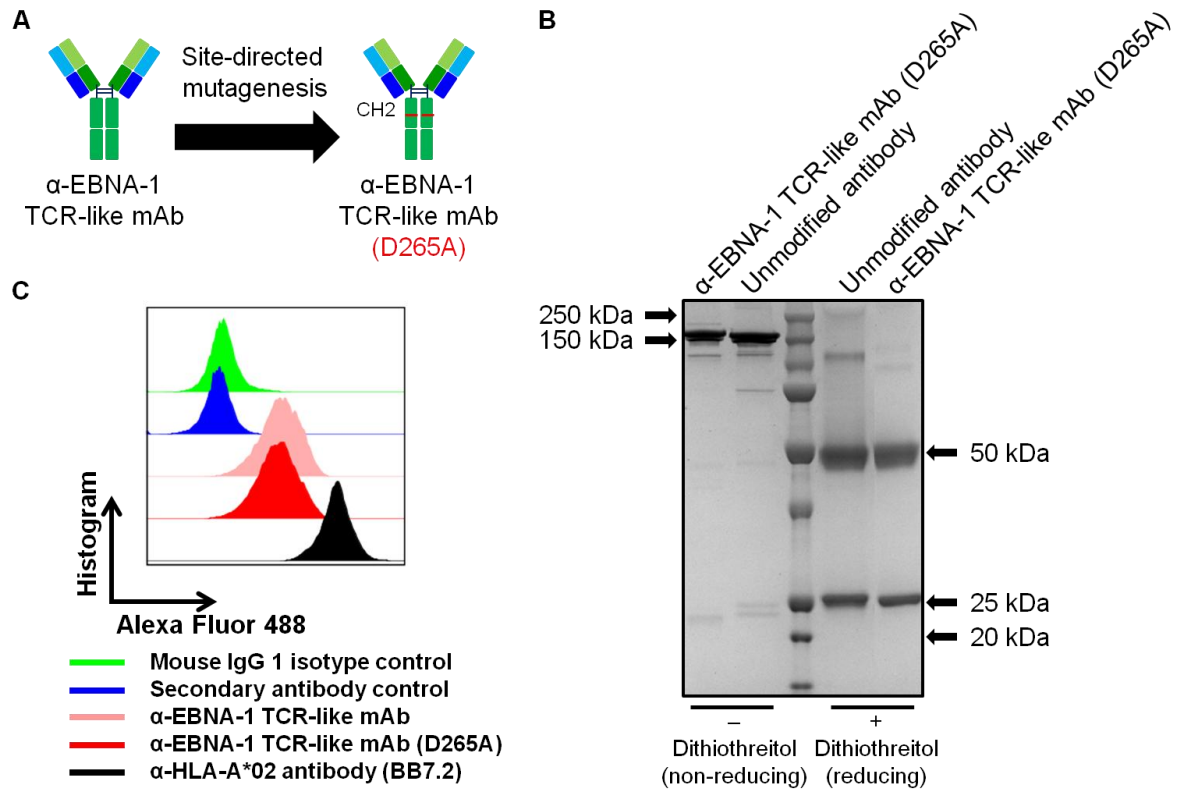 A
Site-directed
mutagenesis
CH2
α-EBNA-1
TCR-like mAb
α-EBNA-1
TCR-like mAb
(D265A)
B
α-EBNA-1 TCR-like mAb (D265A)
Unmodified antibody
Unmodified antibody
α-EBNA-1 TCR-like mAb (D265A)
250 kDa
150 kDa
50 kDa
25 kDa
20 kDa
–
Dithiothreitol
(non-reducing)
+
Dithiothreitol
(reducing)
C
Histogram
Alexa Fluor 488
Mouse IgG 1 isotype control
Secondary antibody control
α-EBNA-1 TCR-like mAb
α-EBNA-1 TCR-like mAb (D265A)
α-HLA-A*02 antibody (BB7.2)